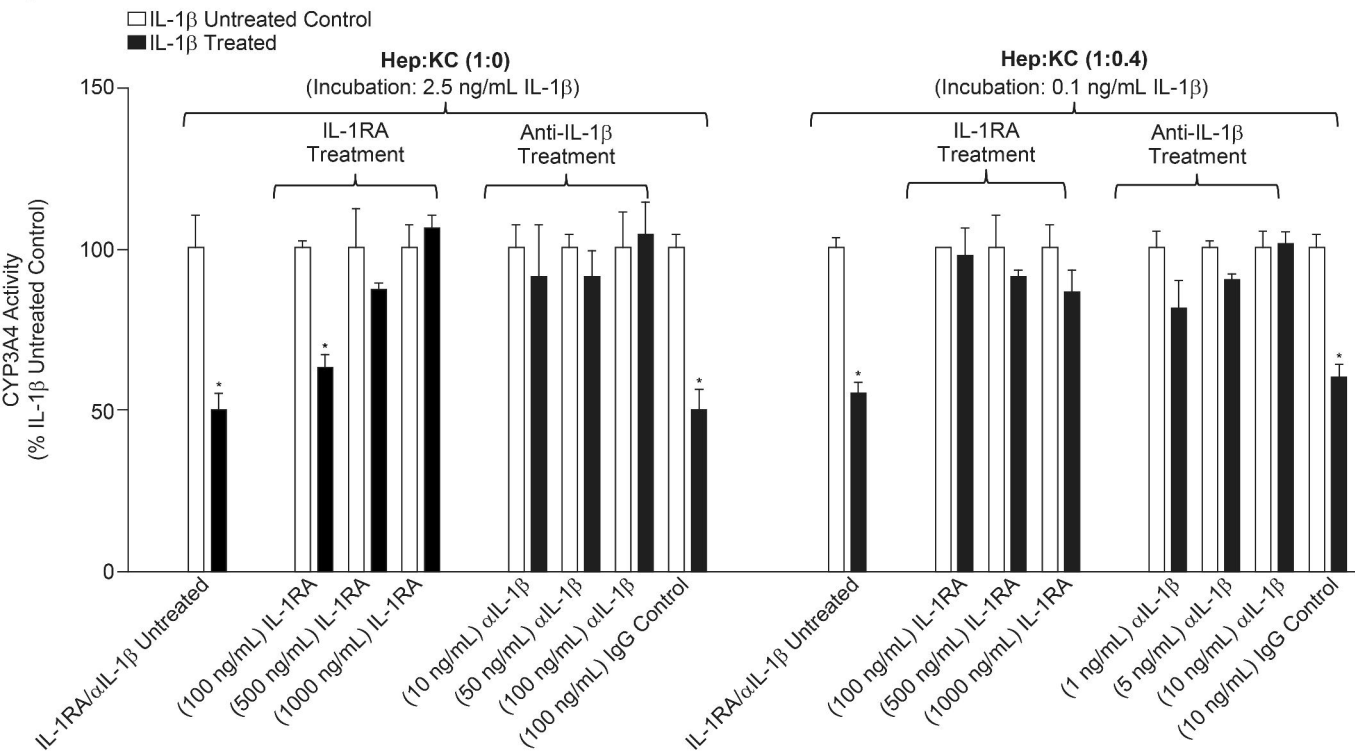 IL-1β Untreated Control
IL-1β Treated
Hep:KC (1:0)
(Incubation: 2.5 ng/mL IL-1β)
IL-1RA
Treatment
Anti-IL-1β
Treatment
Hep:KC (1:0.4)
(Incubation: 0.1 ng/mL IL-1β)
IL-1RA
Treatment
Anti-IL-1β
Treatment
CYP3A4 Activity
(% IL-1β Untreated Control)
150
100
50
0
*
*
*
*
*
IL-1RA/αIL-1β Untreated
(100 ng/mL) IL-1RA
(500 ng/mL) IL-1RA
(1000 ng/mL) IL-1RA
(10 ng/mL) αIL-1β
(50 ng/mL) αIL-1β
(100 ng/mL) αIL-1β
(100 ng/mL) IgG Control
IL-1RA/αIL-1β Untreated
(100 ng/mL) IL-1RA
(500 ng/mL) IL-1RA
(1000 ng/mL) IL-1RA
(1 ng/mL) αIL-1β
(5 ng/mL) αIL-1β
(10 ng/mL) αIL-1β
(10 ng/mL) IgG Control